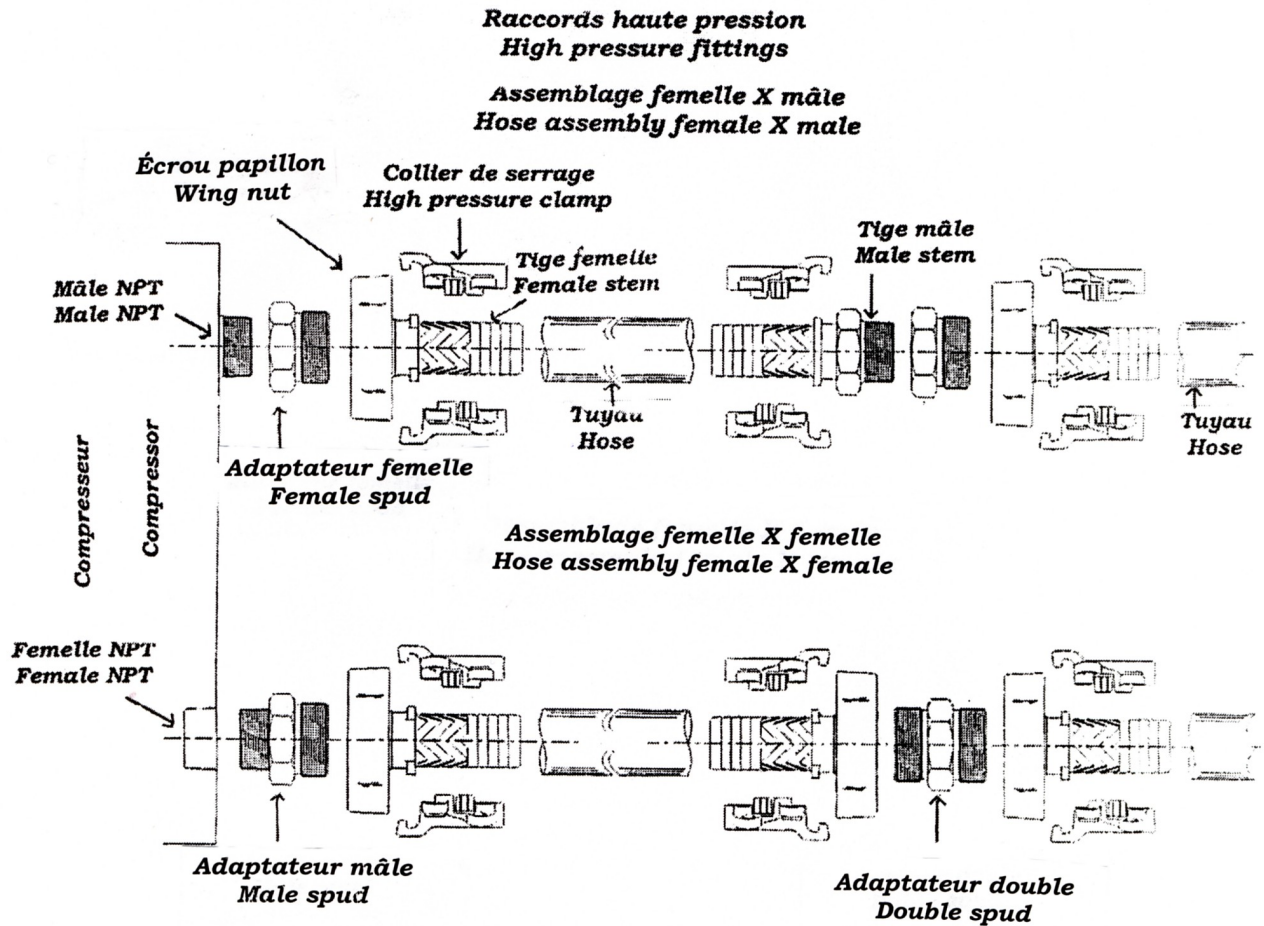 Raccords haute pression
High pressure fittings
Assemblage femelle X mâle
Hose assembly female X male
Écrou papillon
Wing nut
Collier de serrage
High pressure clamp
Tige mâle
Male stem
Tige femelle
Female stem
Mâle NPT
Male NPT
Tuyau
Hose
Tuyau
Hose
Adaptateur femelle
Female spud
Compresseur
Compressor
Assemblage femelle X femelle
Hose assembly female X female
Femelle NPT
Female NPT
Adaptateur mâle
Male spud
Adaptateur double
Double spud